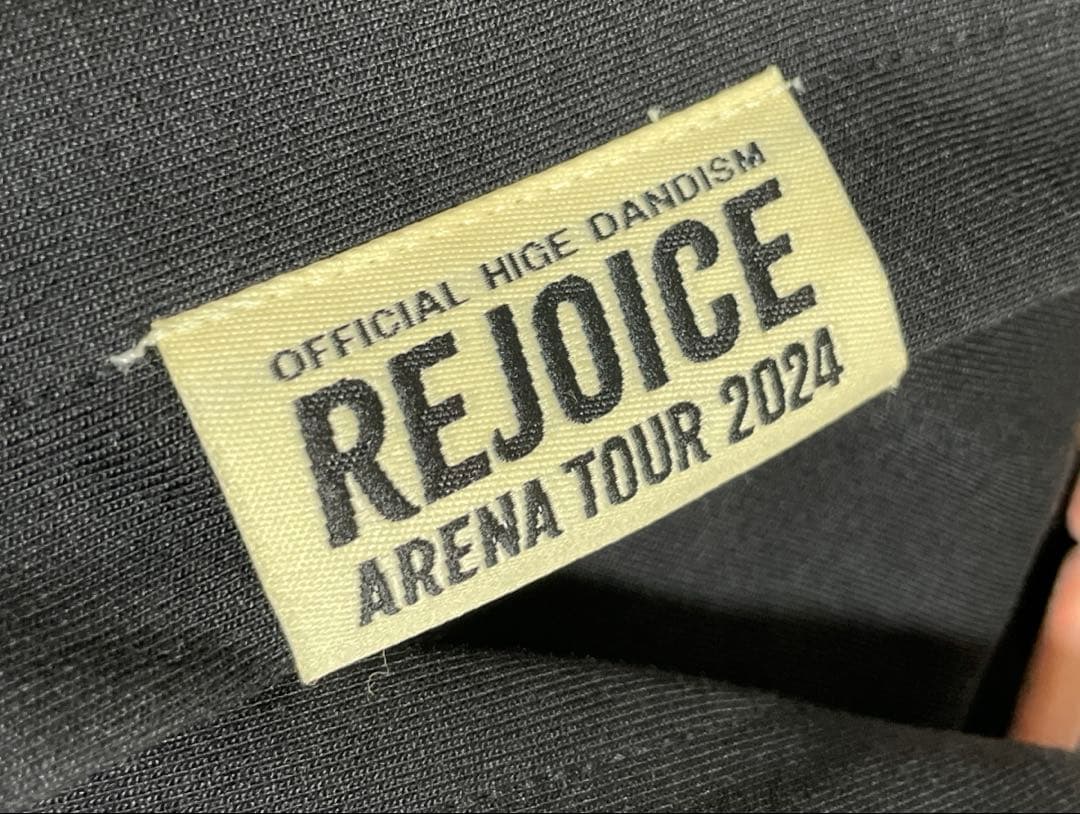 OFFICIAL HIGE DANDISM
REJOICE
ARENA TOUR 2024